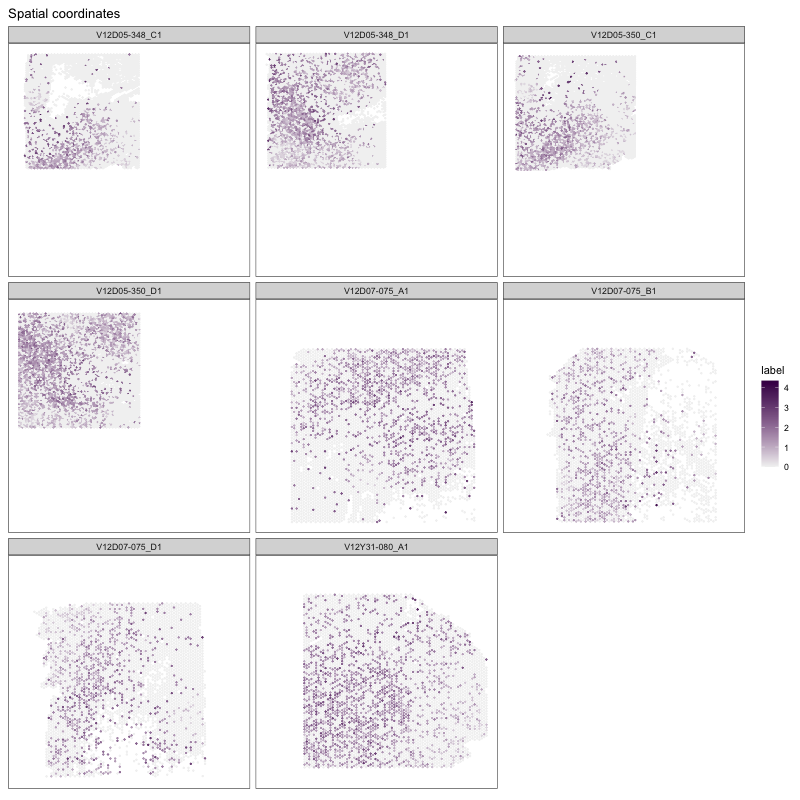 Spatial coordinates
V12D05-348_C1
V12D05-348_D1
V12D05-350_C1
V12D05-350_D1
V12D07-075_A1
V12D07-075_B1
label
4
3
2
1
0
V12D07-075_D1
V12Y31-080_A1